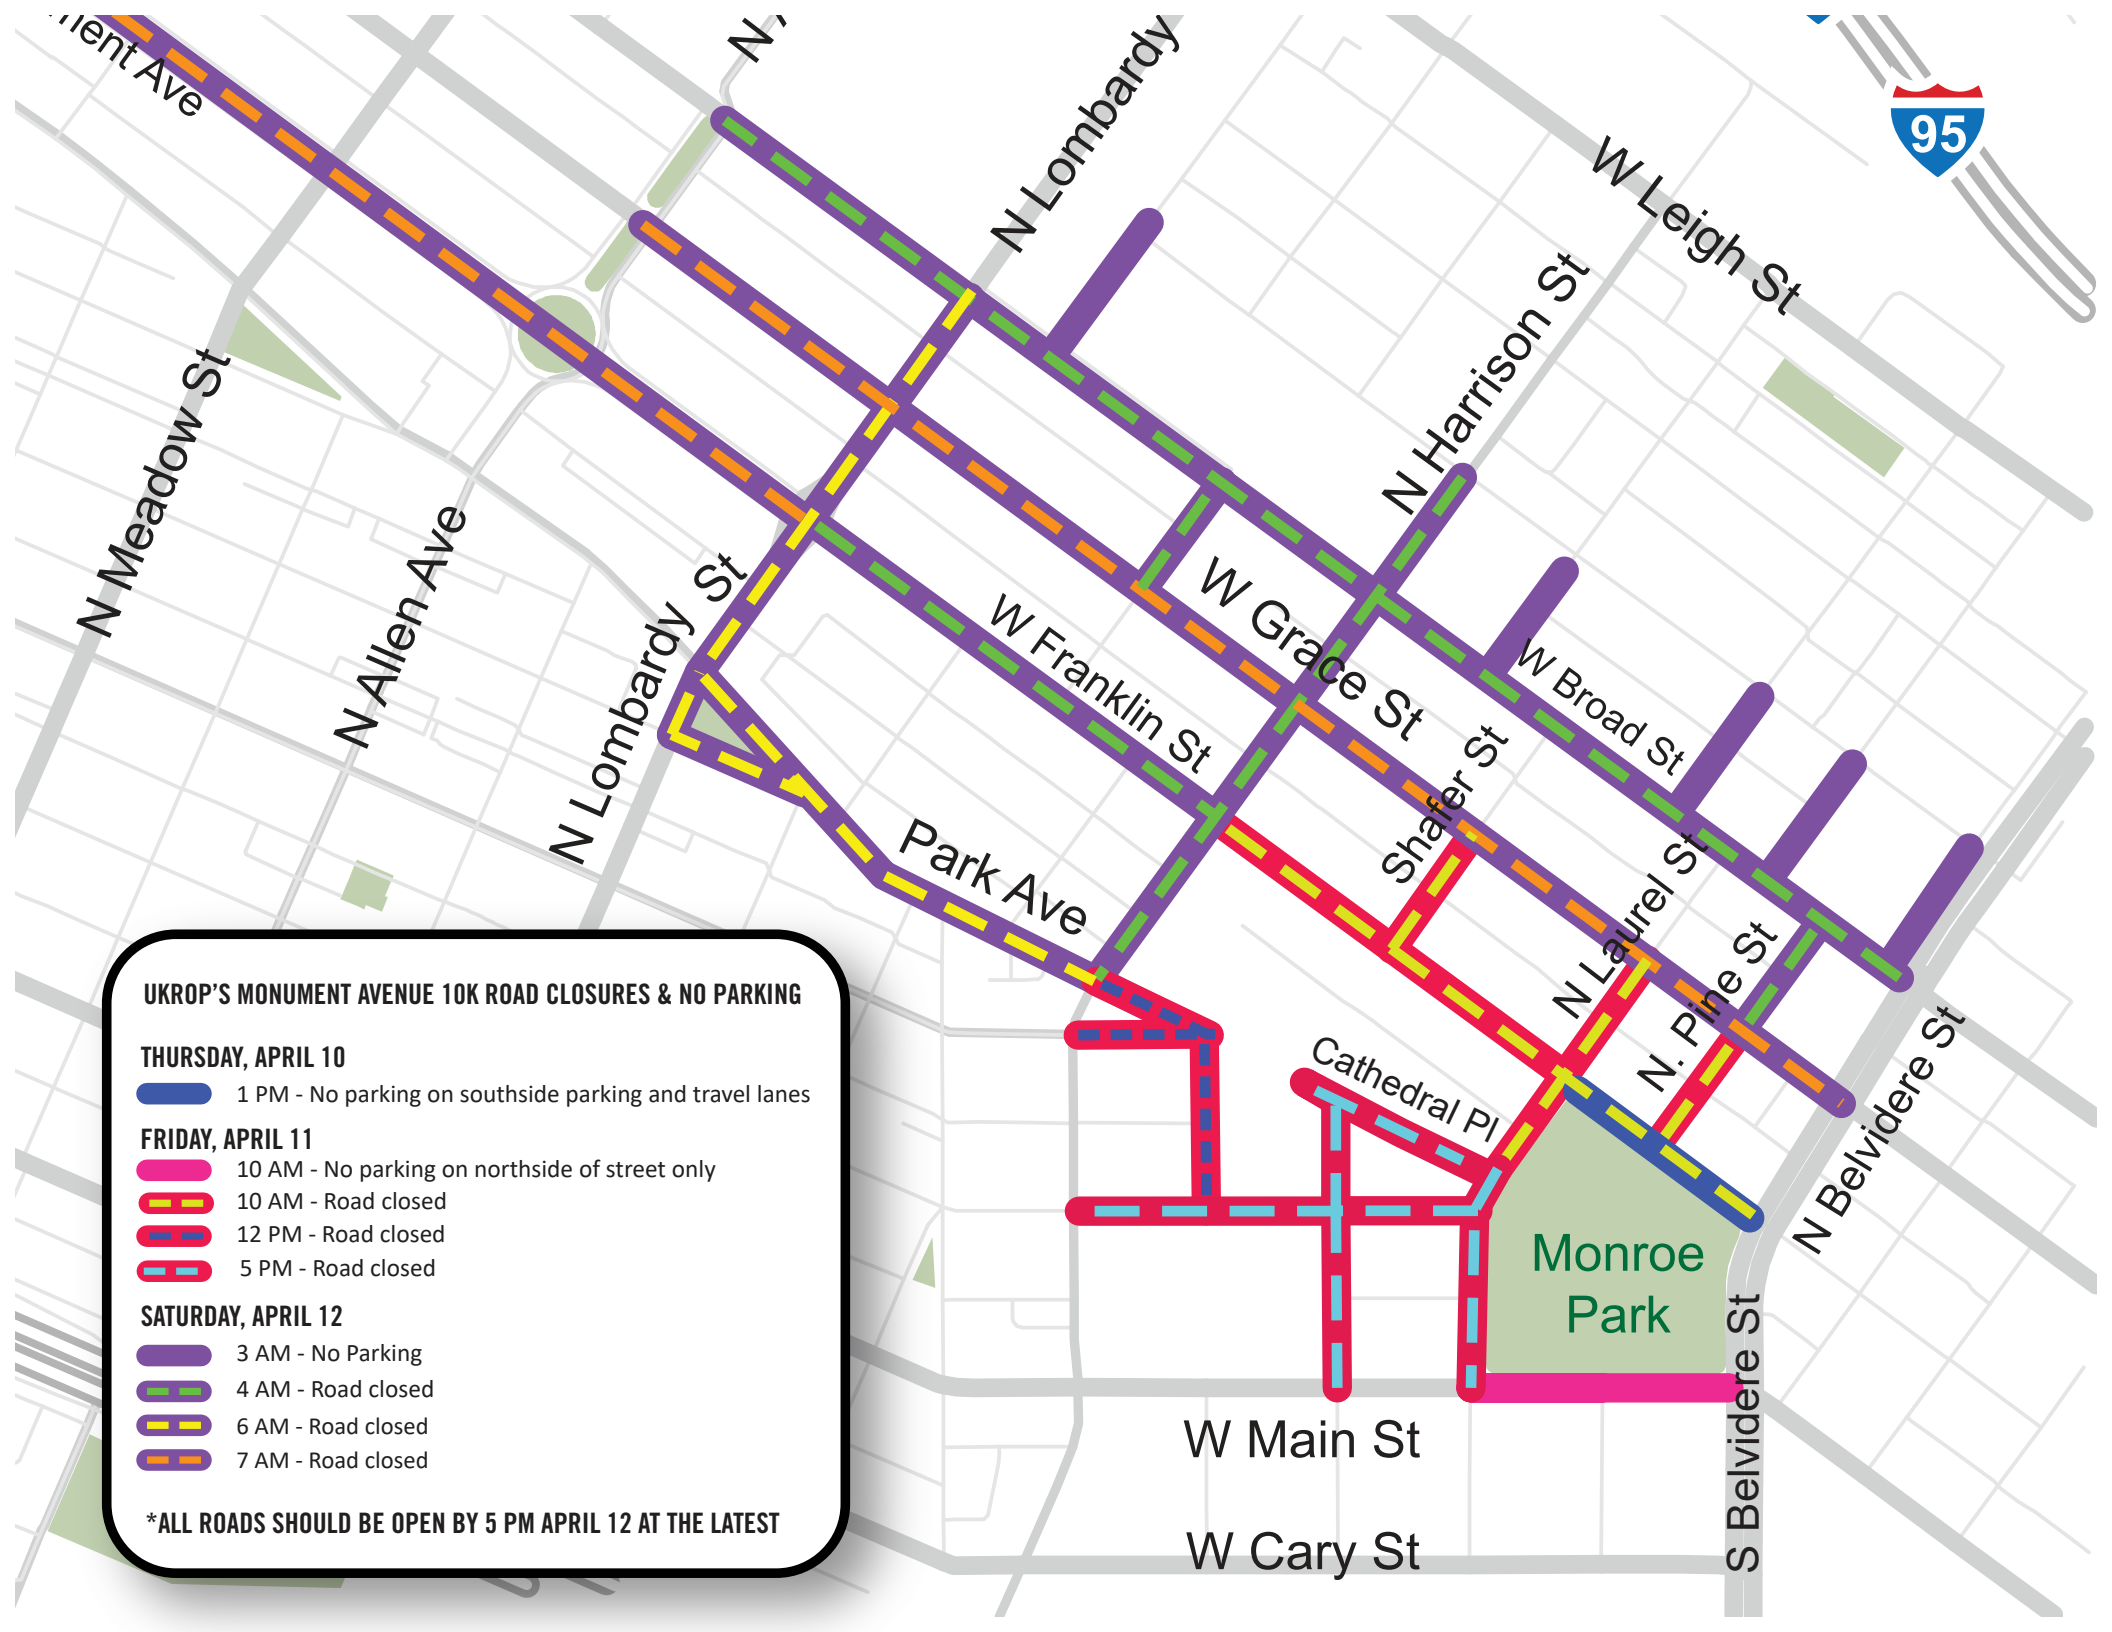 ment Ave
N
N Lombardy
95
W Leigh St
N Harrison St
N Meadow St
N Allen Ave
N Lombardy St
W Grace St
W Franklin St
W Broad St
Shafer St
Park Ave
N Laurel St
N. Pine St
Cathedral Pl
N Belvidere St
Monroe
Park
S Belvidere St
W Main St
W Cary St
UKROP'S MONUMENT AVENUE 10K ROAD CLOSURES & NO PARKING
THURSDAY, APRIL 10
1 PM - No parking on southside parking and travel lanes
FRIDAY, APRIL 11
10 AM - No parking on northside of street only
10 AM - Road closed
12 PM - Road closed
5 PM - Road closed
SATURDAY, APRIL 12
3 AM - No Parking
4 AM - Road closed
6 AM - Road closed
7 AM - Road closed
*ALL ROADS SHOULD BE OPEN BY 5 PM APRIL 12 AT THE LATEST